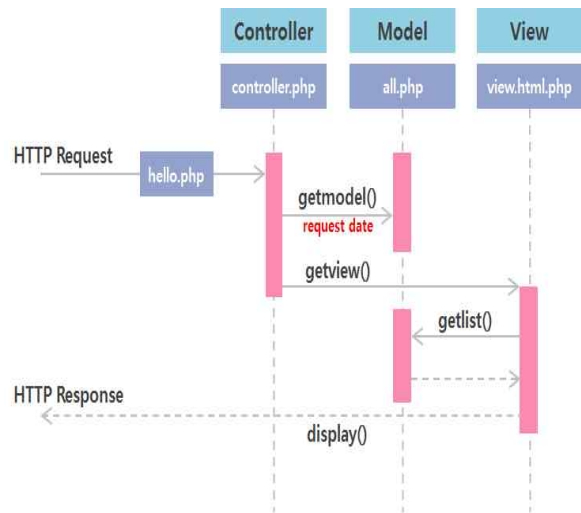 Controller
Model
View
controller.php
all.php
view.html.php
HTTP Request
hello.php
getmodel()
request date
getview()
getlist()
HTTP Response
display()